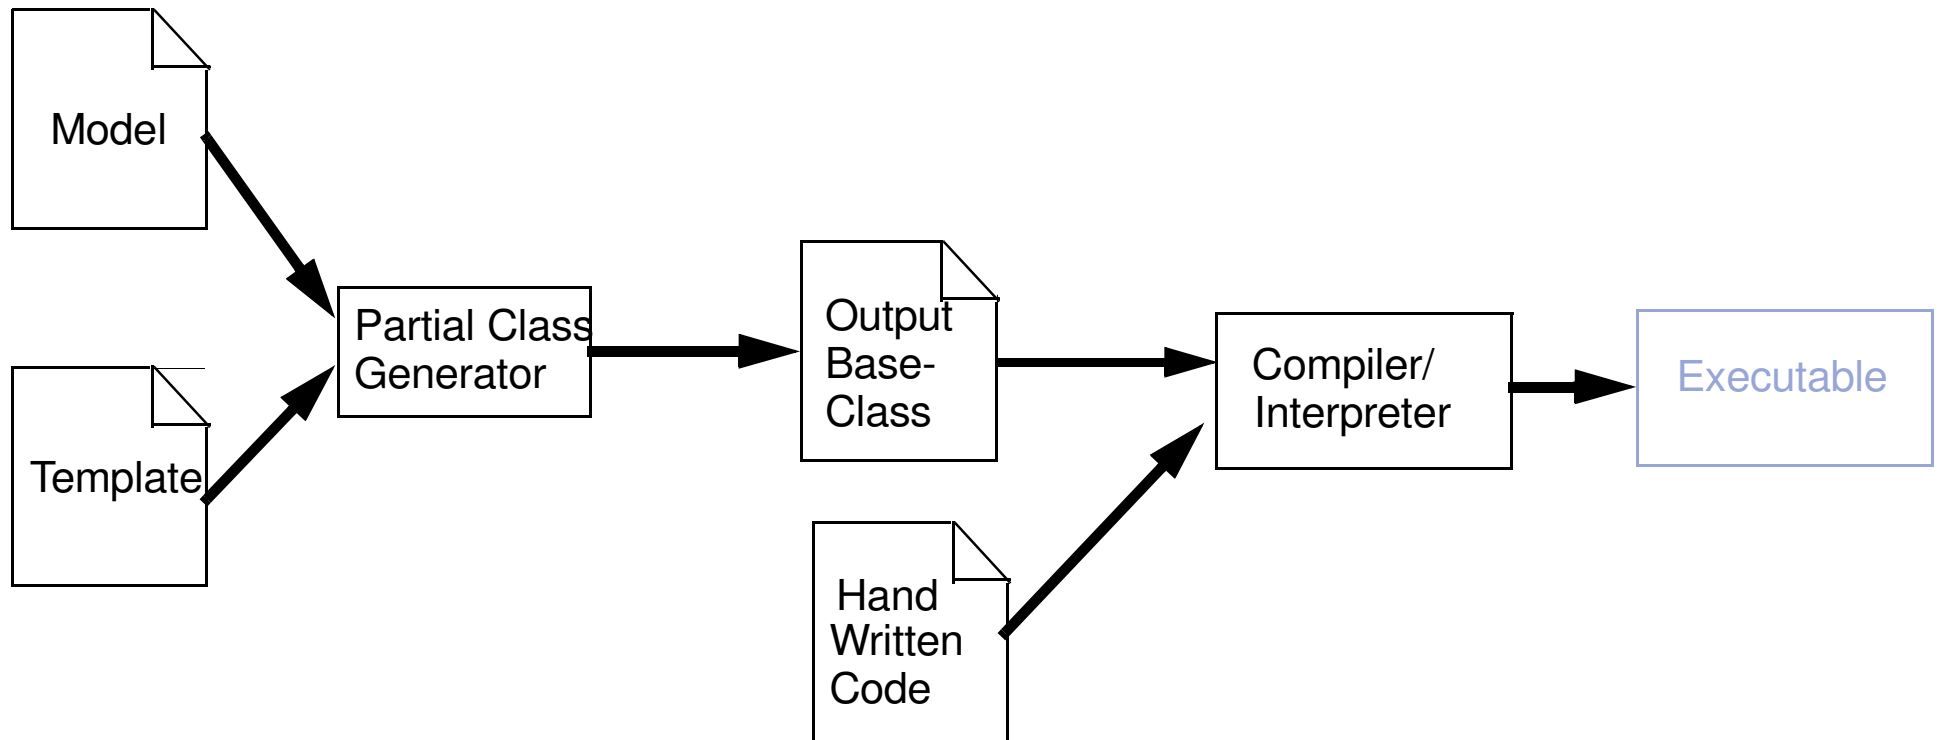 Model
Template
Partial Class
Generator
Output
Base-
Class
Hand
Written
Code
Compiler/
Interpreter
Executable